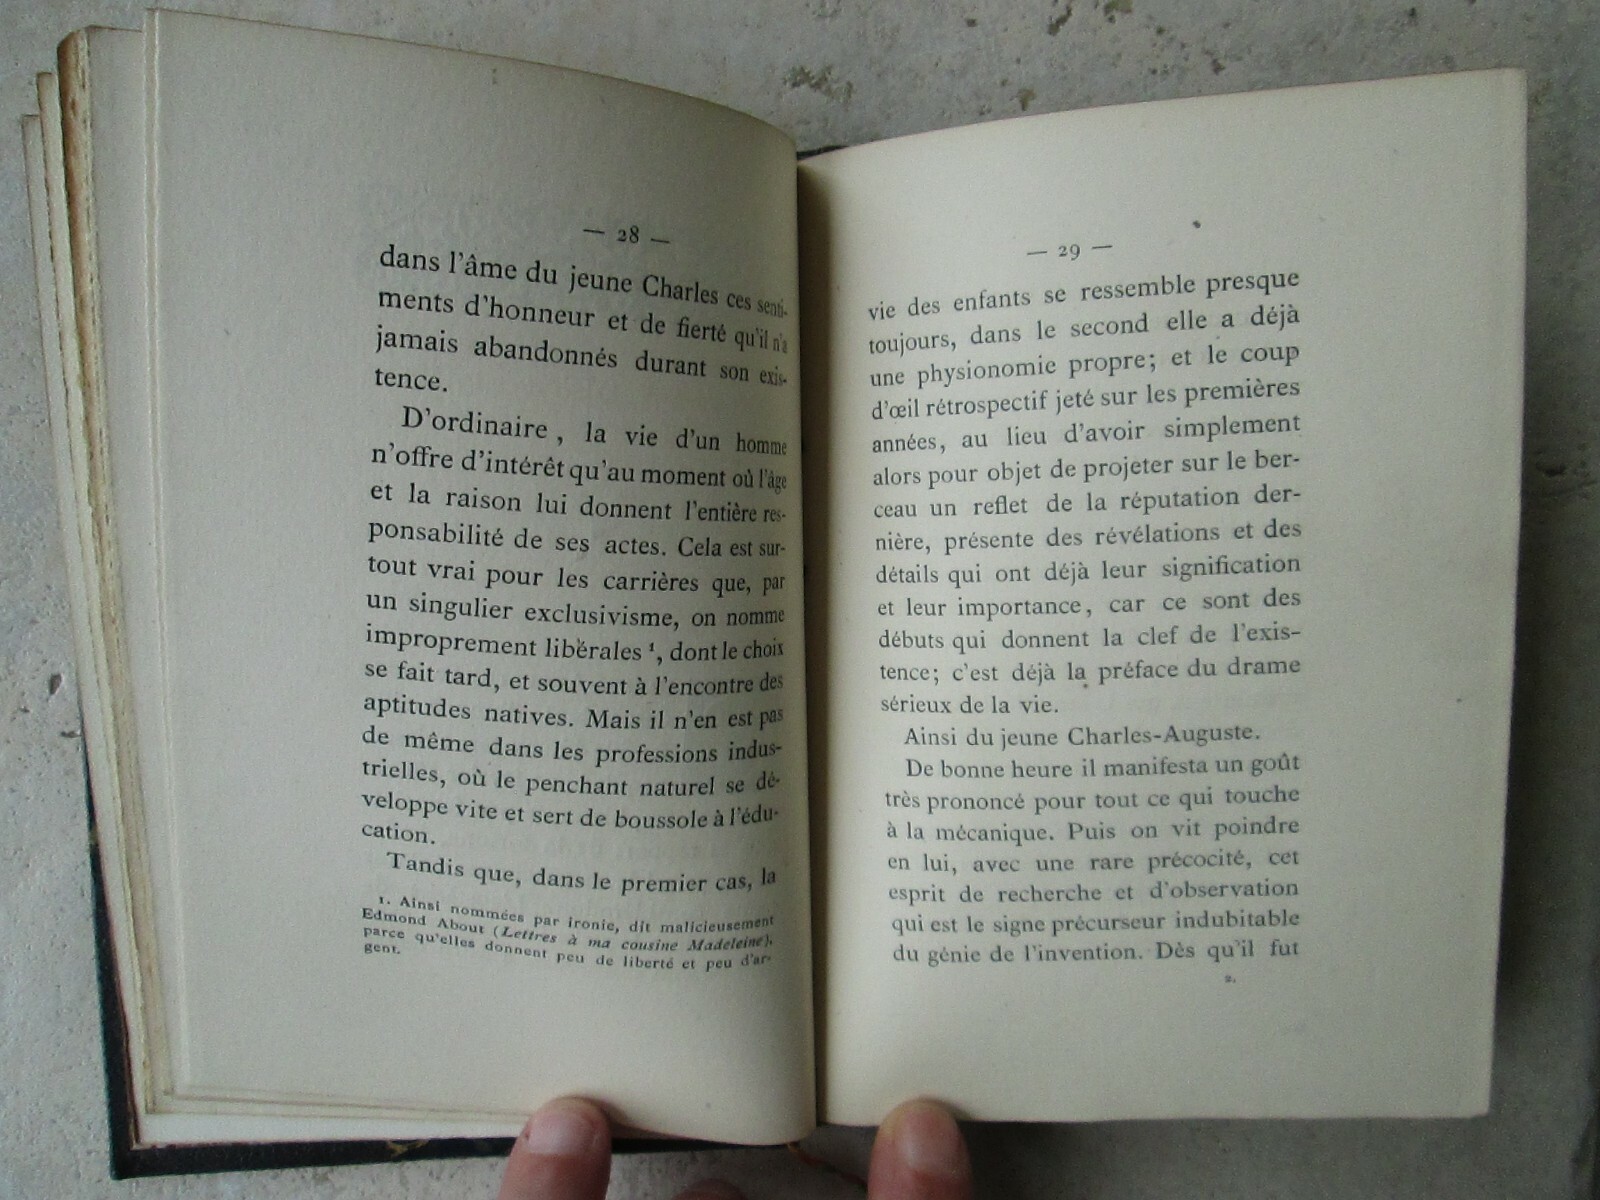 — 28 —
dans l'âme du jeune Charles ces senti-
ments d'honneur et de fierté qu'il n'a
jamais abandonnés durant son exis-
tence.
D'ordinaire, la vie d'un homme
n'offre d'intérêt qu'au moment où l'âge
et la raison lui donnent l'entière res-
ponsabilité de ses actes. Cela est sur-
tout vrai pour les carrières que, par
un singulier exclusivisme, on nomme
improprement libérales ¹, dont le choix
se fait tard, et souvent à l'encontre des
aptitudes natives. Mais il n'en est pas
de même dans les professions indus-
trielles, où le penchant naturel se dé-
veloppe vite et sert de boussole à l'édu-
cation.
Tandis que, dans le premier cas, la
1. Ainsi nommées par ironie, dit malicieusement
Edmond About (Lettres à ma cousine Madeleine),
parce qu'elles donnent peu de liberté et peu d'ar-
gent.
— 29 —
vie des enfants se ressemble presque
toujours, dans le second elle a déjà
une physionomie propre; et le coup
d'œil rétrospectif jeté sur les premières
années, au lieu d'avoir simplement
alors pour objet de projeter sur le ber-
ceau un reflet de la réputation der-
nière, présente des révélations et des
détails qui ont déjà leur signification
et leur importance, car ce sont des
débuts qui donnent la clef de l'exis-
tence; c'est déjà la préface du drame
sérieux de la vie.
Ainsi du jeune Charles-Auguste.
De bonne heure il manifesta un goût
très prononcé pour tout ce qui touche
à la mécanique. Puis on vit poindre
en lui, avec une rare précocité, cet
esprit de recherche et d'observation
qui est le signe précurseur indubitable
du génie de l'invention. Dès qu'il fut
2.